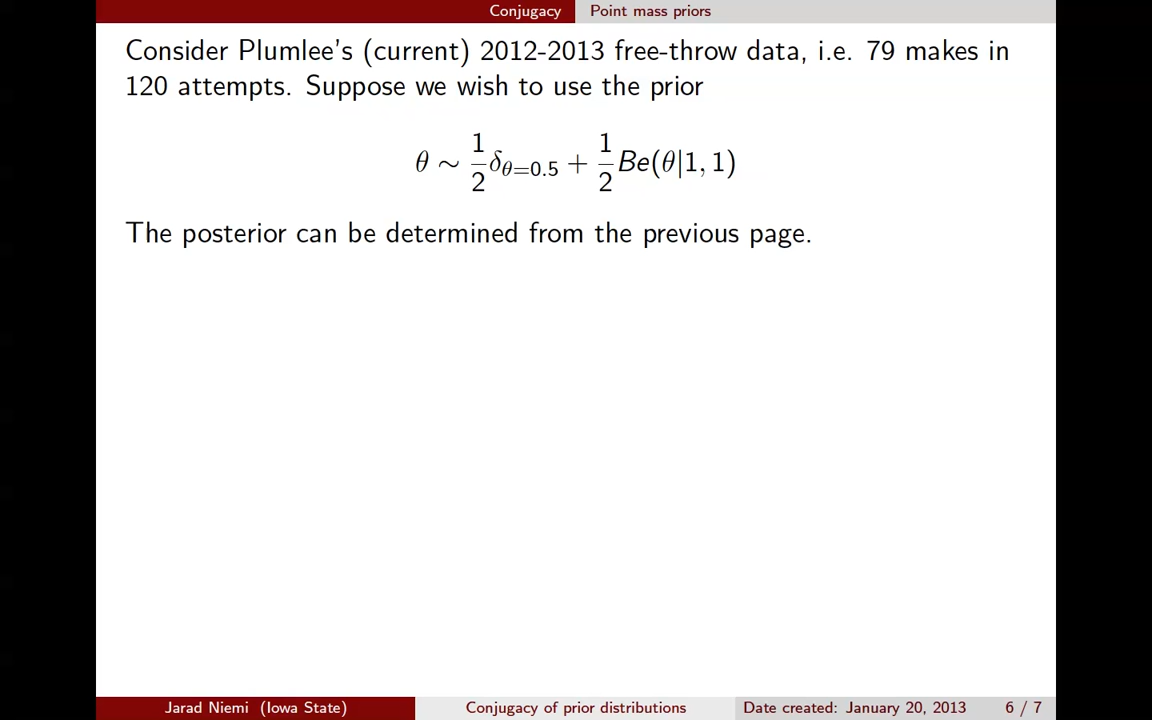 Conjugacy Point mass priors
Consider Plumlee's (current) 2012-2013 free-throw data, i.e. 79 makes in
120 attempts. Suppose we wish to use the prior
θ ∼ 1/2 δ_{θ=0.5} + 1/2 Be(θ|1, 1)
The posterior can be determined from the previous page.
Jarad Niemi (Iowa State) Conjugacy of prior distributions Date created: January 20, 2013 6 / 7